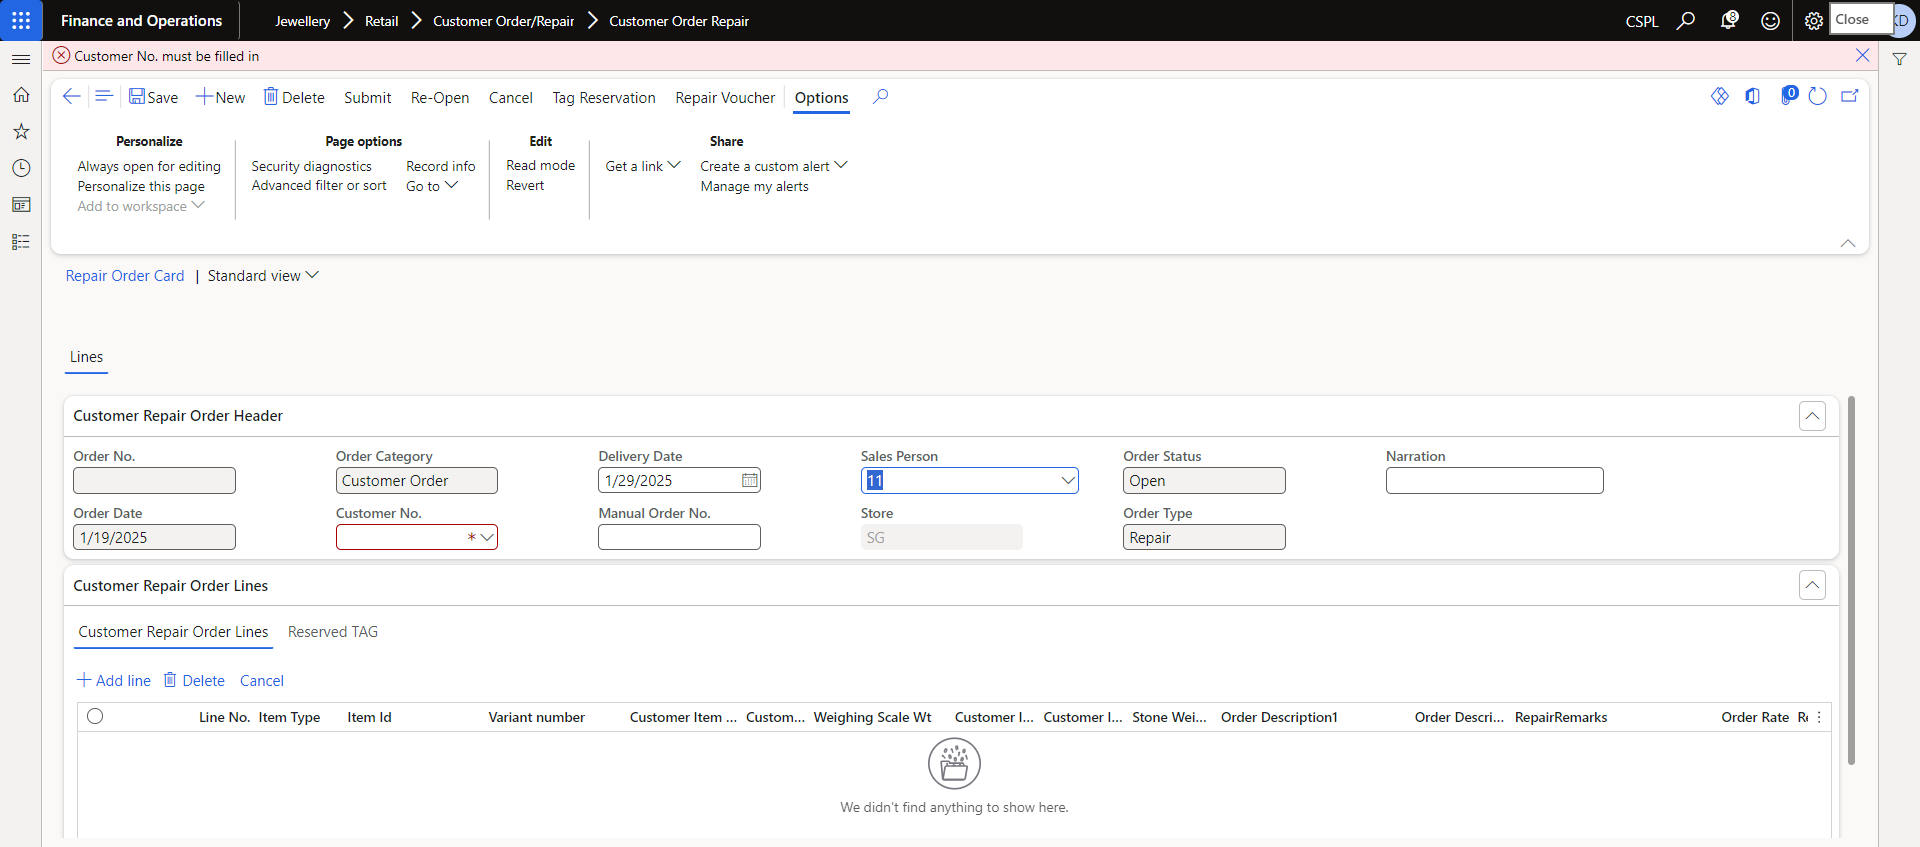 Finance and Operations Jewellery Retail Customer Order/Repair Customer Order Repair CSPL 8 Close
Customer No. must be filled in
Save New Delete Submit Re-Open Cancel Tag Reservation Repair Voucher Options 0
Personalize Page options Edit Share
Always open for editing Security diagnostics Record info Read mode Get a link Create a custom alert
Personalize this page Advanced filter or sort Go to Revert Manage my alerts
Add to workspace
Repair Order Card | Standard view
Lines
Customer Repair Order Header
Order No. Order Category Delivery Date Sales Person Order Status Narration
Customer Order 1/29/2025 11 Open
Order Date Customer No. Manual Order No. Store Order Type
1/19/2025 * SG Repair
Customer Repair Order Lines
Customer Repair Order Lines Reserved TAG
Add line Delete Cancel
Line No. Item Type Item Id Variant number Customer Item ... Custom... Weighing Scale Wt Customer I... Customer I... Stone Wei... Order Description1 Order Descri... RepairRemarks Order Rate
We didn't find anything to show here.